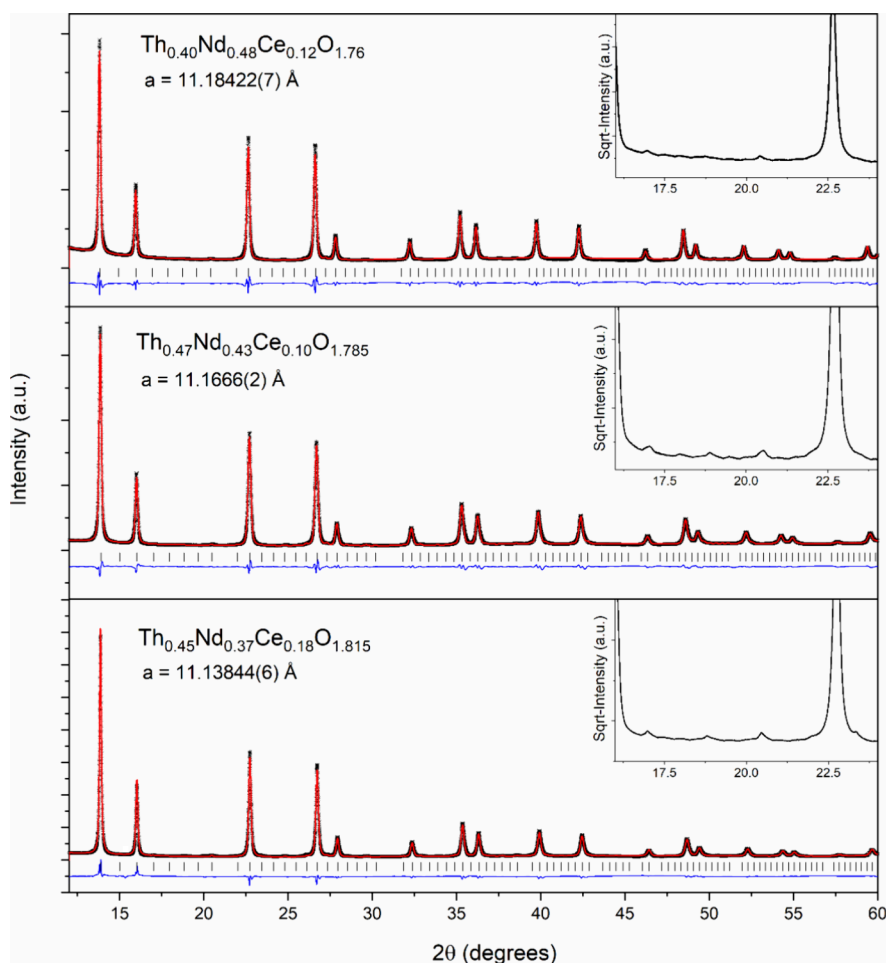 Th0.40Nd0.48Ce0.12O1.76
a = 11.18422(7) Å
Sqrt-Intensity (a.u.)
17.5 20.0 22.5
Th0.47Nd0.43Ce0.10O1.785
a = 11.1666(2) Å
Sqrt-Intensity (a.u.)
17.5 20.0 22.5
Intensity (a.u.)
Th0.45Nd0.37Ce0.18O1.815
a = 11.13844(6) Å
Sqrt-Intensity (a.u.)
17.5 20.0 22.5
15 20 25 30 35 40 45 50 55 60
2θ (degrees)